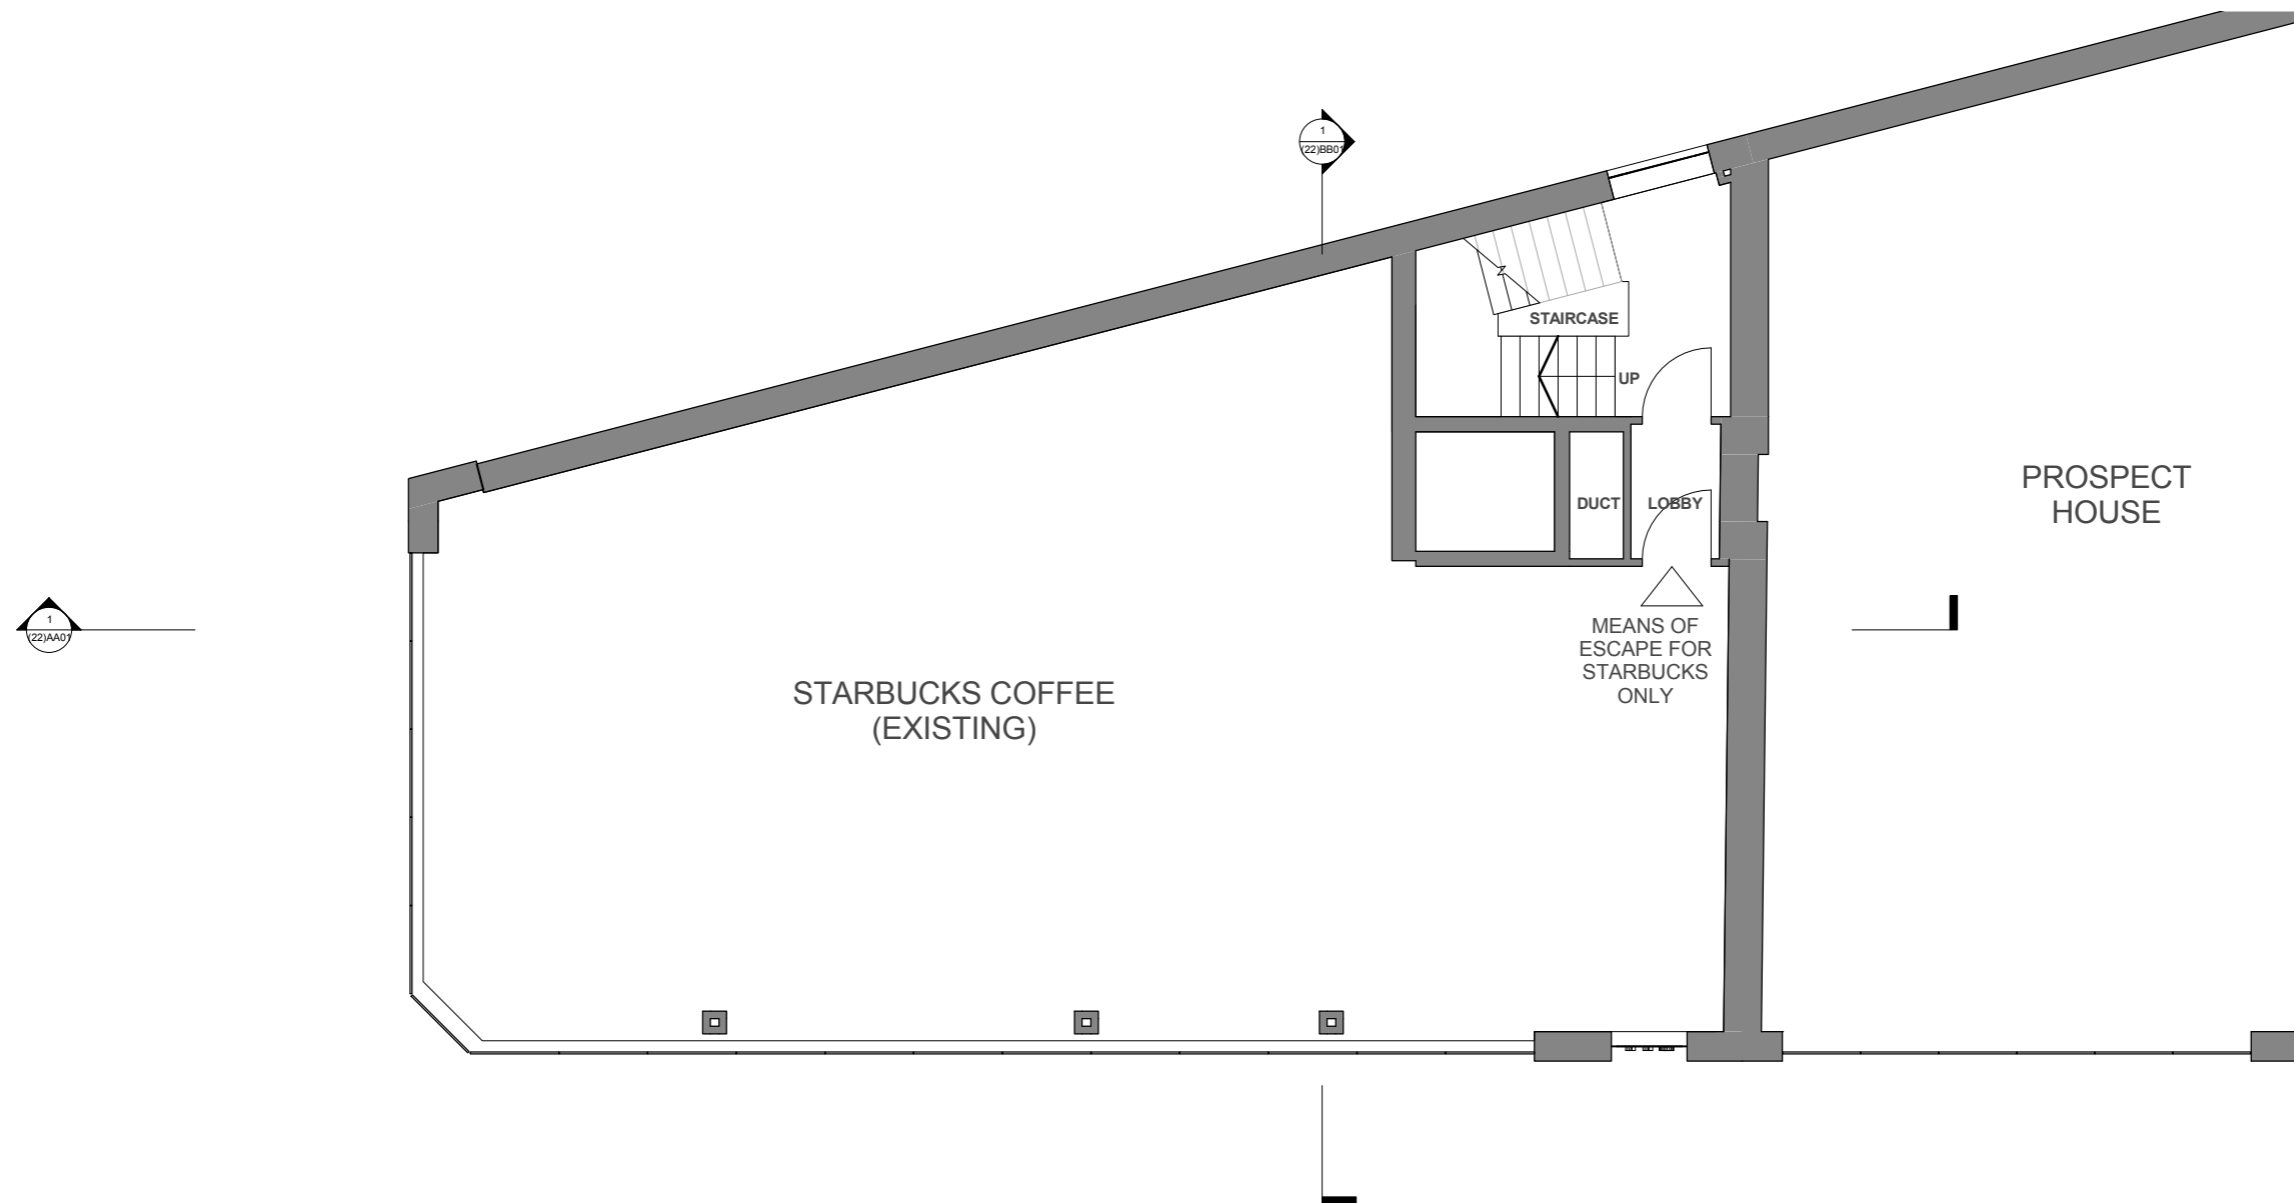 1
(22)BB01
STAIRCASE
UP
PROSPECT
HOUSE
DUCT
LOBBY
1
(22)AA01
MEANS OF
ESCAPE FOR
STARBUCKS
ONLY
STARBUCKS COFFEE
(EXISTING)